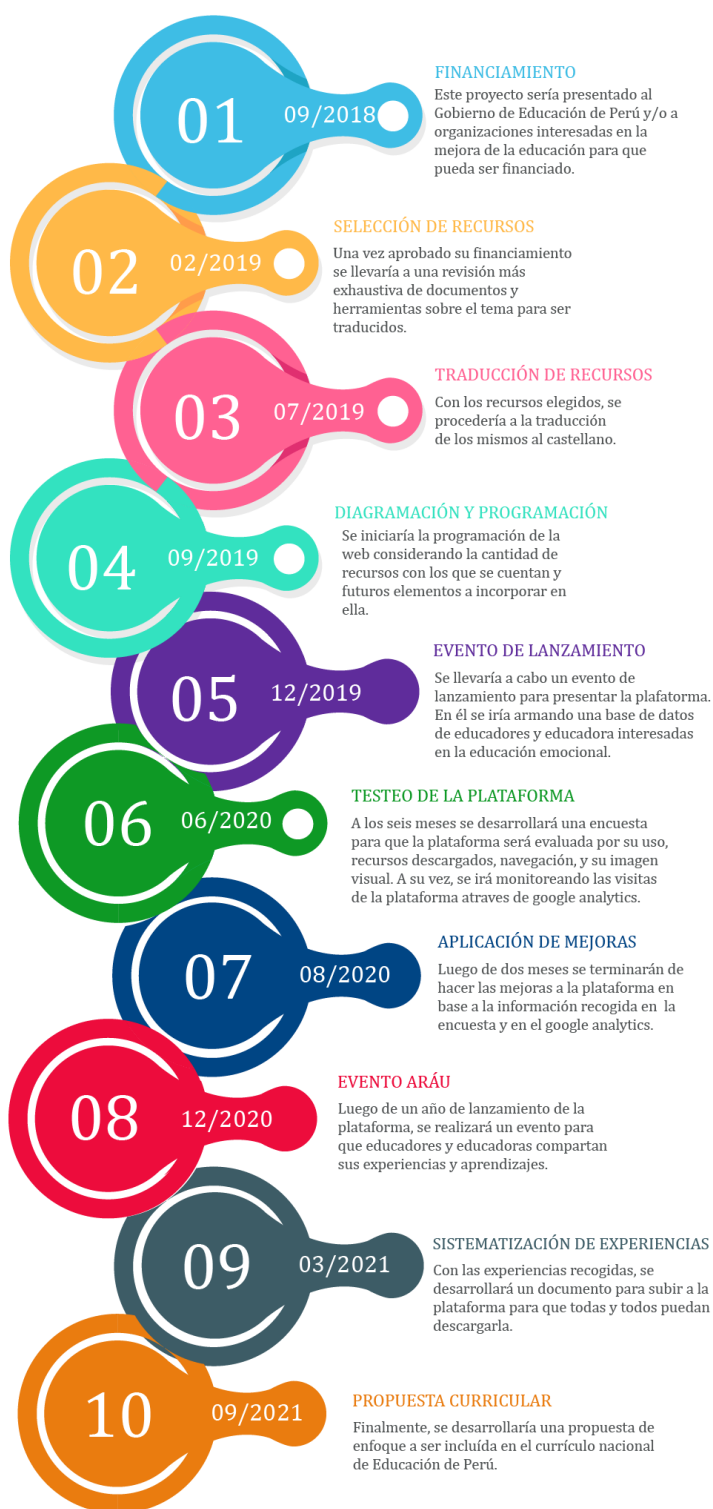 01
09/2018
FINANCIAMIENTO
Este proyecto sería presentado al
Gobierno de Educación de Perú y/o a
organizaciones interesadas en la
mejora de la educación para que
pueda ser financiado.
02
02/2019
SELECCIÓN DE RECURSOS
Una vez aprobado su financiamiento
se llevaría a una revisión más
exhaustiva de documentos y
herramientas sobre el tema para ser
traducidos.
03
07/2019
TRADUCCIÓN DE RECURSOS
Con los recursos elegidos, se
procedería a la traducción
de los mismos al castellano.
04
09/2019
DIAGRAMACIÓN Y PROGRAMACIÓN
Se iniciaría la programación de la
web considerando la cantidad de
recursos con los que se cuentan y
futuros elementos a incorporar en
ella.
05
12/2019
EVENTO DE LANZAMIENTO
Se llevaría a cabo un evento de
lanzamiento para presentar la plafatorma.
En él se iría armando una base de datos
de educadores y educadora interesadas
en la educación emocional.
06
06/2020
TESTEO DE LA PLATAFORMA
A los seis meses se desarrollará una encuesta
para que la plataforma será evaluada por su uso,
recursos descargados, navegación, y su imagen
visual. A su vez, se irá monitoreando las visitas
de la plataforma atraves de google analytics.
07
08/2020
APLICACIÓN DE MEJORAS
Luego de dos meses se terminarán de
hacer las mejoras a la plataforma en
base a la información recogida en la
encuesta y en el google analytics.
08
12/2020
EVENTO ARÁU
Luego de un año de lanzamiento de la
plataforma, se realizará un evento para
que educadores y educadoras compartan
sus experiencias y aprendizajes.
09
03/2021
SISTEMATIZACIÓN DE EXPERIENCIAS
Con las experiencias recogidas, se
desarrollará un documento para subir a la
plataforma para que todas y todos puedan
descargarla.
10
09/2021
PROPUESTA CURRICULAR
Finalmente, se desarrollaría una propuesta de
enfoque a ser incluída en el currículo nacional
de Educación de Perú.